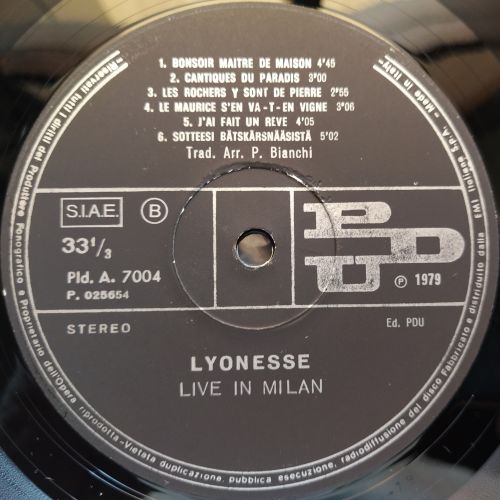 1. BONSOIR MAITRE DE MAISON 4'45
2. CANTIQUES DU PARADIS 3'00
3. LES ROCHERS Y SONT DE PIERRE 2'55
4. LE MAURICE S'EN VA-T-EN VIGNE 3'06
5. J'AI FAIT UN REVE 4'05
6. SOTTEESI BÅTSKÄRSNÄÄSISTÄ 5'02
Trad. Arr. P. Bianchi
S.I.A.E.
B
33 1/3
Pld. A. 7004
P. 025654
PDU
℗ 1979
STEREO
Ed. PDU
LYONESSE
LIVE IN MILAN
"Riservati tutti i diritti del Produttore Fonografico e Proprietario dell'Opera riprodotta-Vietata duplicazione, pubblica esecuzione, radiodiffusione del disco Fabbricato e distribuito da EMI Italiana S.p.A. - Made in Italy"